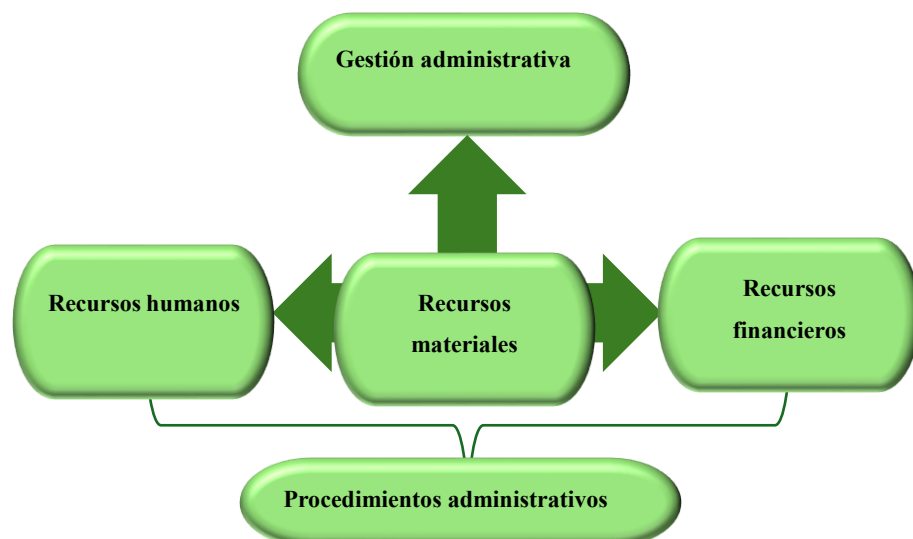 Gestión administrativa
Recursos humanos
Recursos
materiales
Recursos
financieros
Procedimientos administrativos